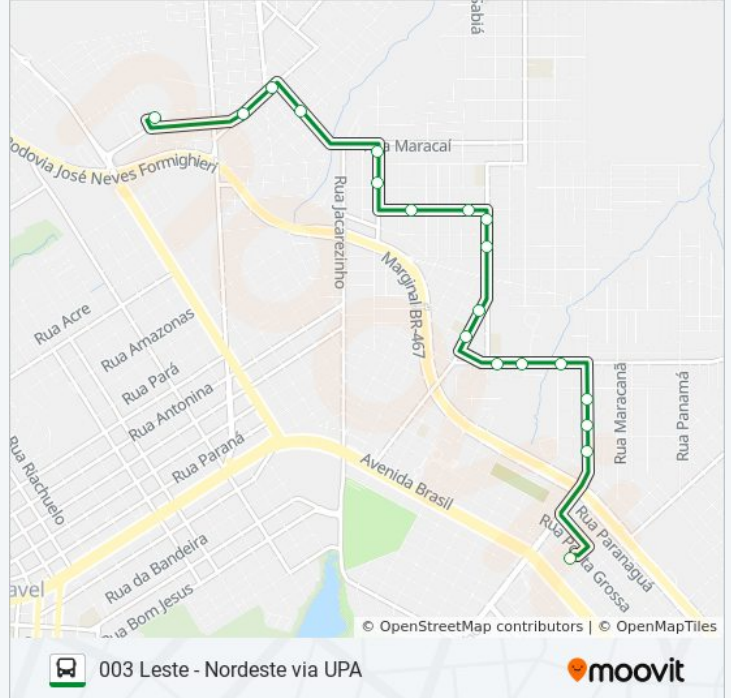 Sabiá
Rua Maracaí
Rodovia José Neves Formighieri
Rua Jacarezinho
Marginal BR-467
Rua Acre
Rua Amazonas
Rua Pará
Rua Antonina
Rua Paraná
Rua Riachuelo
Avenida Brasil
Rua Maracanã
Rua Panamá
Rua Paranaguá
Rua Ponta Grossa
Rua da Bandeira
Rua Bom Jesus
avel
© OpenStreetMap contributors | © OpenMapTiles
003 Leste - Nordeste via UPA
moovit